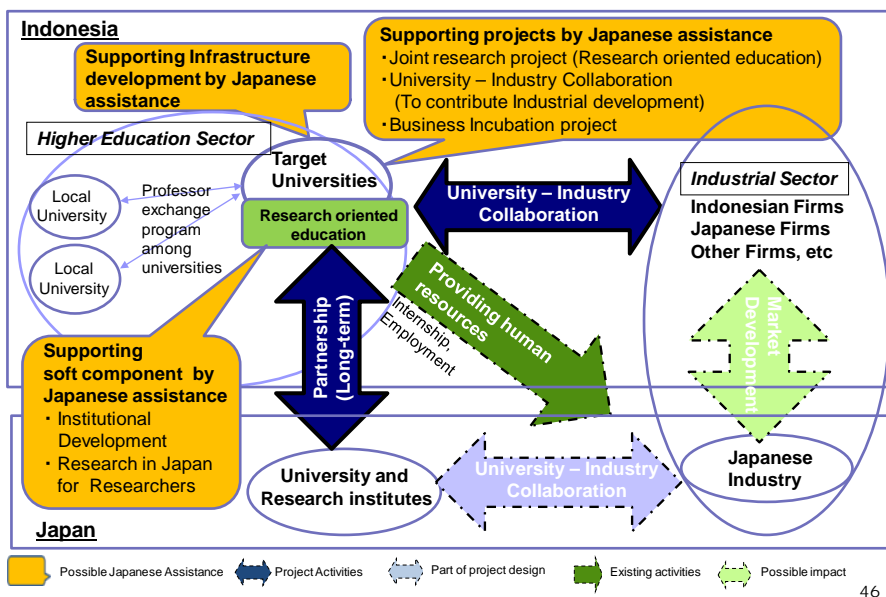 Indonesia
Supporting Infrastructure
development by Japanese
assistance
Supporting projects by Japanese assistance
・Joint research project (Research oriented education)
・University – Industry Collaboration
(To contribute Industrial development)
・Business Incubation project
Higher Education Sector
Target
Universities
Research oriented
education
Local
University
Local
University
Professor
exchange
program
among
universities
University – Industry
Collaboration
Industrial Sector
Indonesian Firms
Japanese Firms
Other Firms, etc
Providing human
resources
Internship,
Employment
Partnership
(Long-term)
Market
Development
Supporting
soft component by
Japanese assistance
・ Institutional
Development
・ Research in Japan
for Researchers
University and
Research institutes
University – Industry
Collaboration
Japanese
Industry
Japan
Possible Japanese Assistance
Project Activities
Part of project design
Existing activities
Possible impact
46